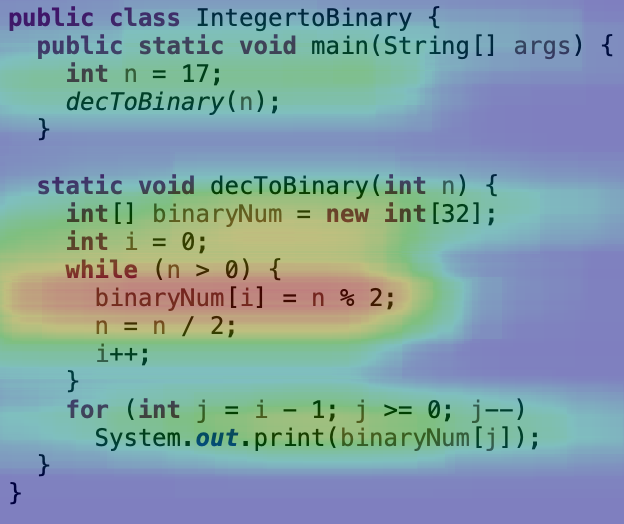 public class IntegertoBinary {
  public static void main(String[] args) {
    int n = 17;
    decToBinary(n);
  }

  static void decToBinary(int n) {
    int[] binaryNum = new int[32];
    int i = 0;
    while (n > 0) {
      binaryNum[i] = n % 2;
      n = n / 2;
      i++;
    }
    for (int j = i - 1; j >= 0; j--)
      System.out.print(binaryNum[j]);
  }
}